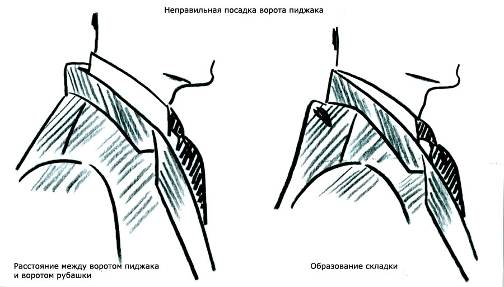 Неправильная посадка ворота пиджака
Расстояние между воротом пиджака
и воротом рубашки
Образование складки